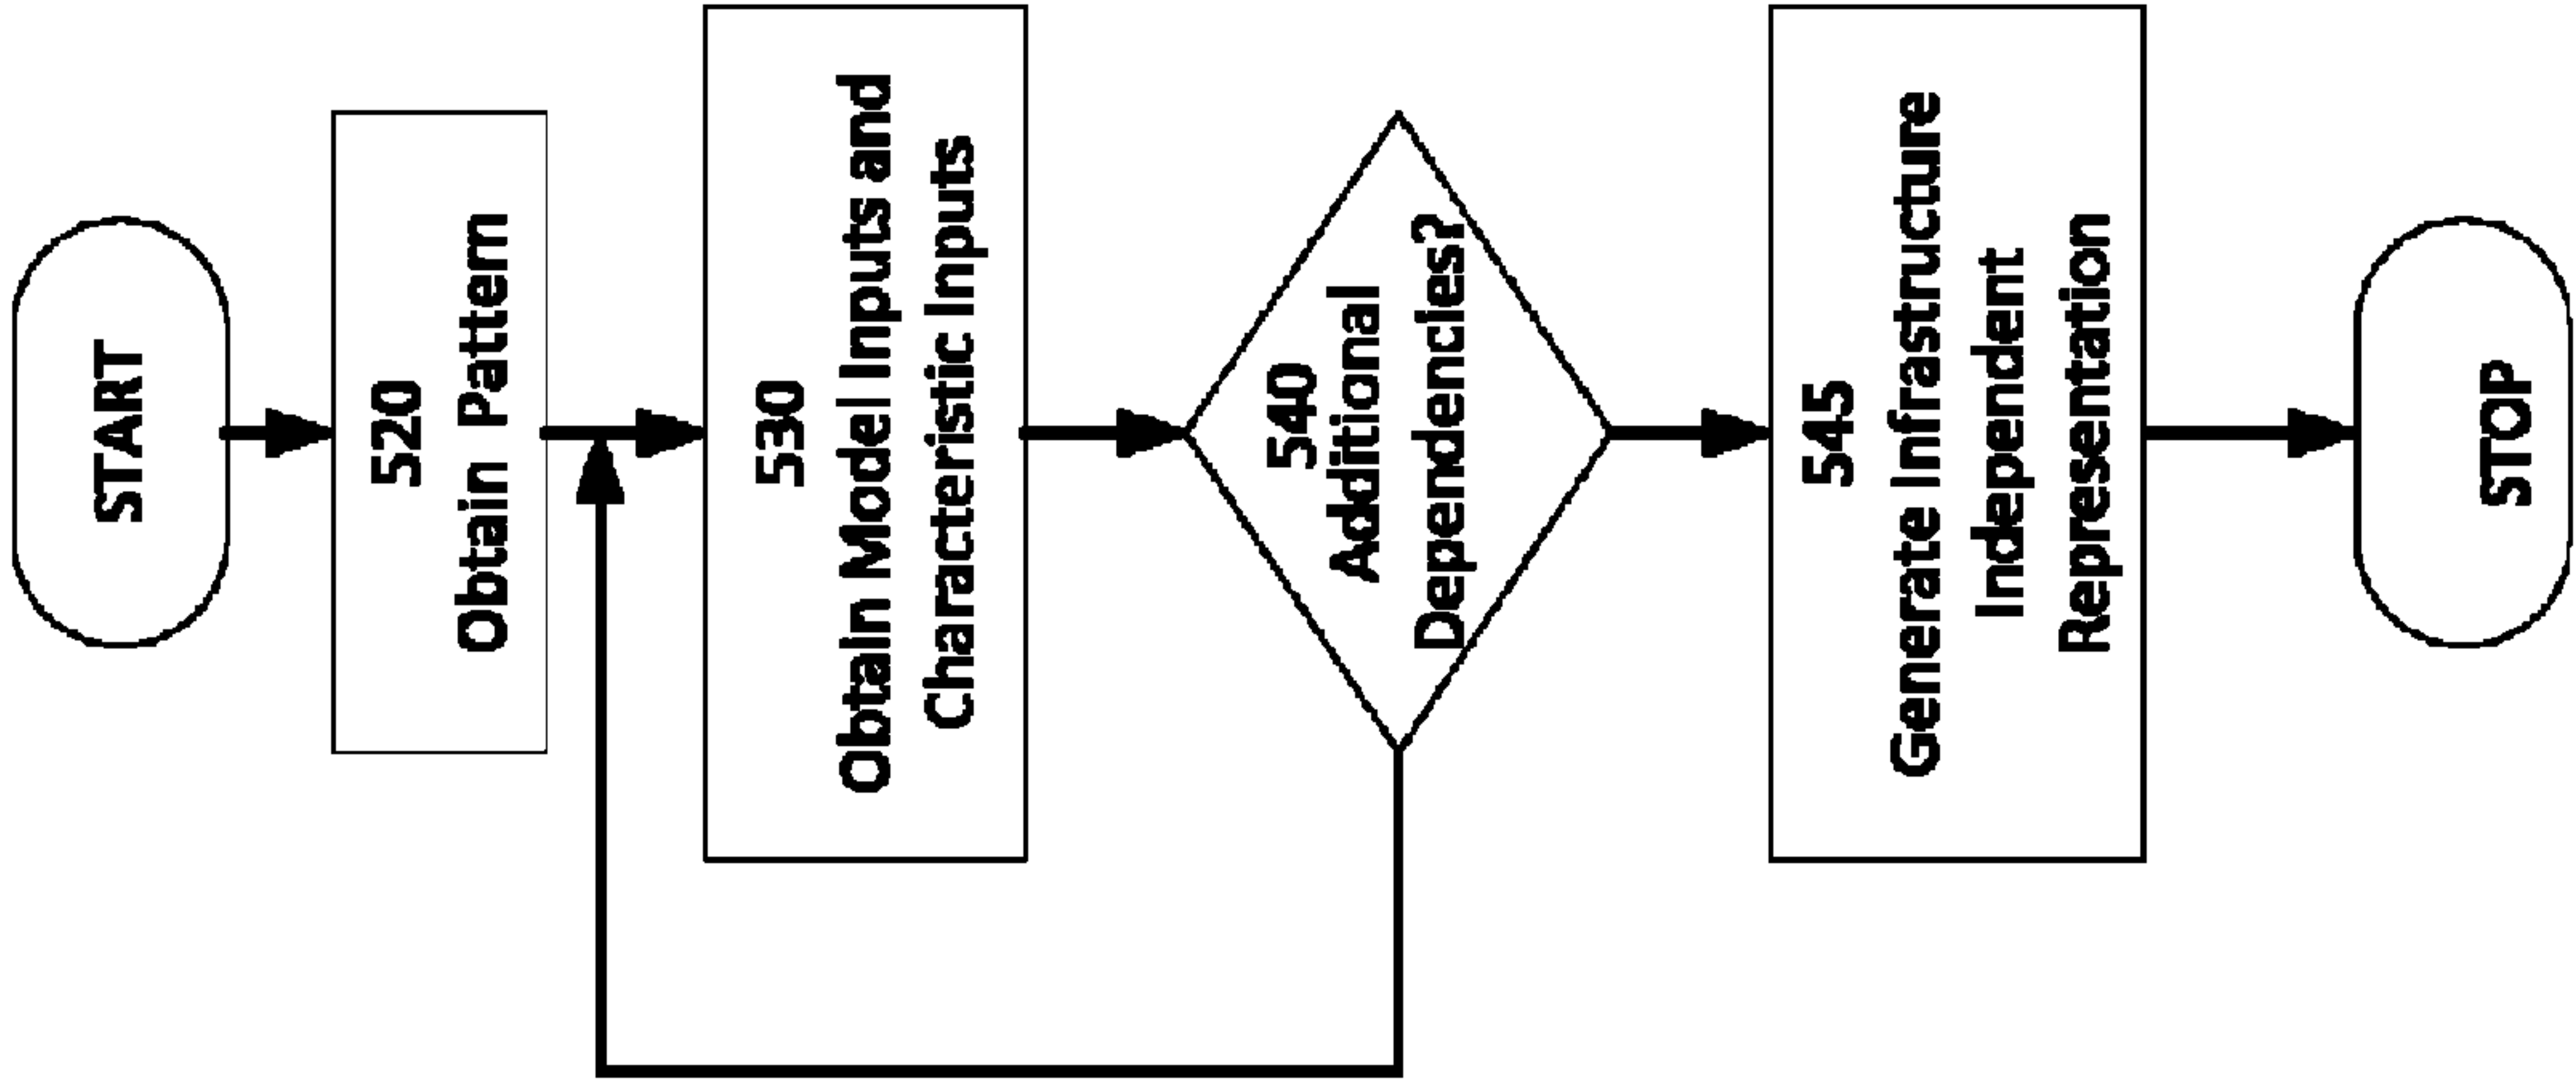 START
520
Obtain Pattern
530
Obtain Model Inputs and
Characteristic Inputs
540
Additional
Dependencies?
545
Generate Infrastructure
Independent
Representation
STOP